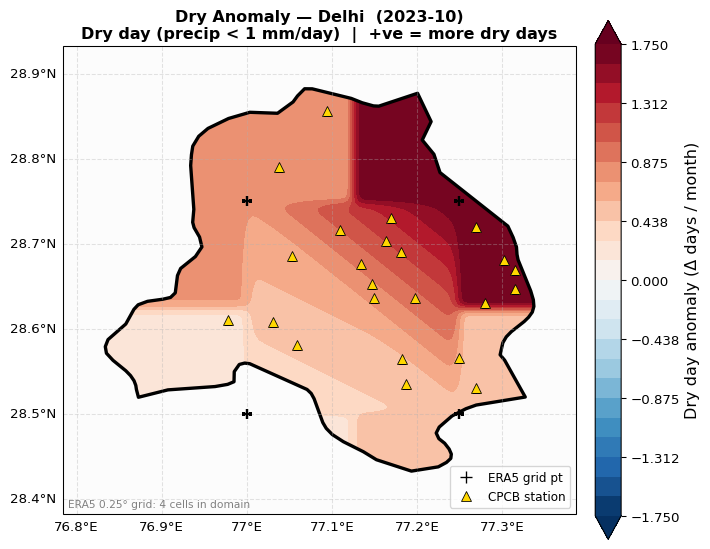 Dry Anomaly — Delhi  (2023-10)
Dry day (precip < 1 mm/day)  |  +ve = more dry days
28.9°N
28.8°N
28.7°N
28.6°N
28.5°N
28.4°N
76.8°E
76.9°E
77°E
77.1°E
77.2°E
77.3°E
ERA5 0.25° grid: 4 cells in domain
ERA5 grid pt
CPCB station
1.750
1.312
0.875
0.438
0.000
−0.438
−0.875
−1.312
−1.750
Dry day anomaly (Δ days / month)